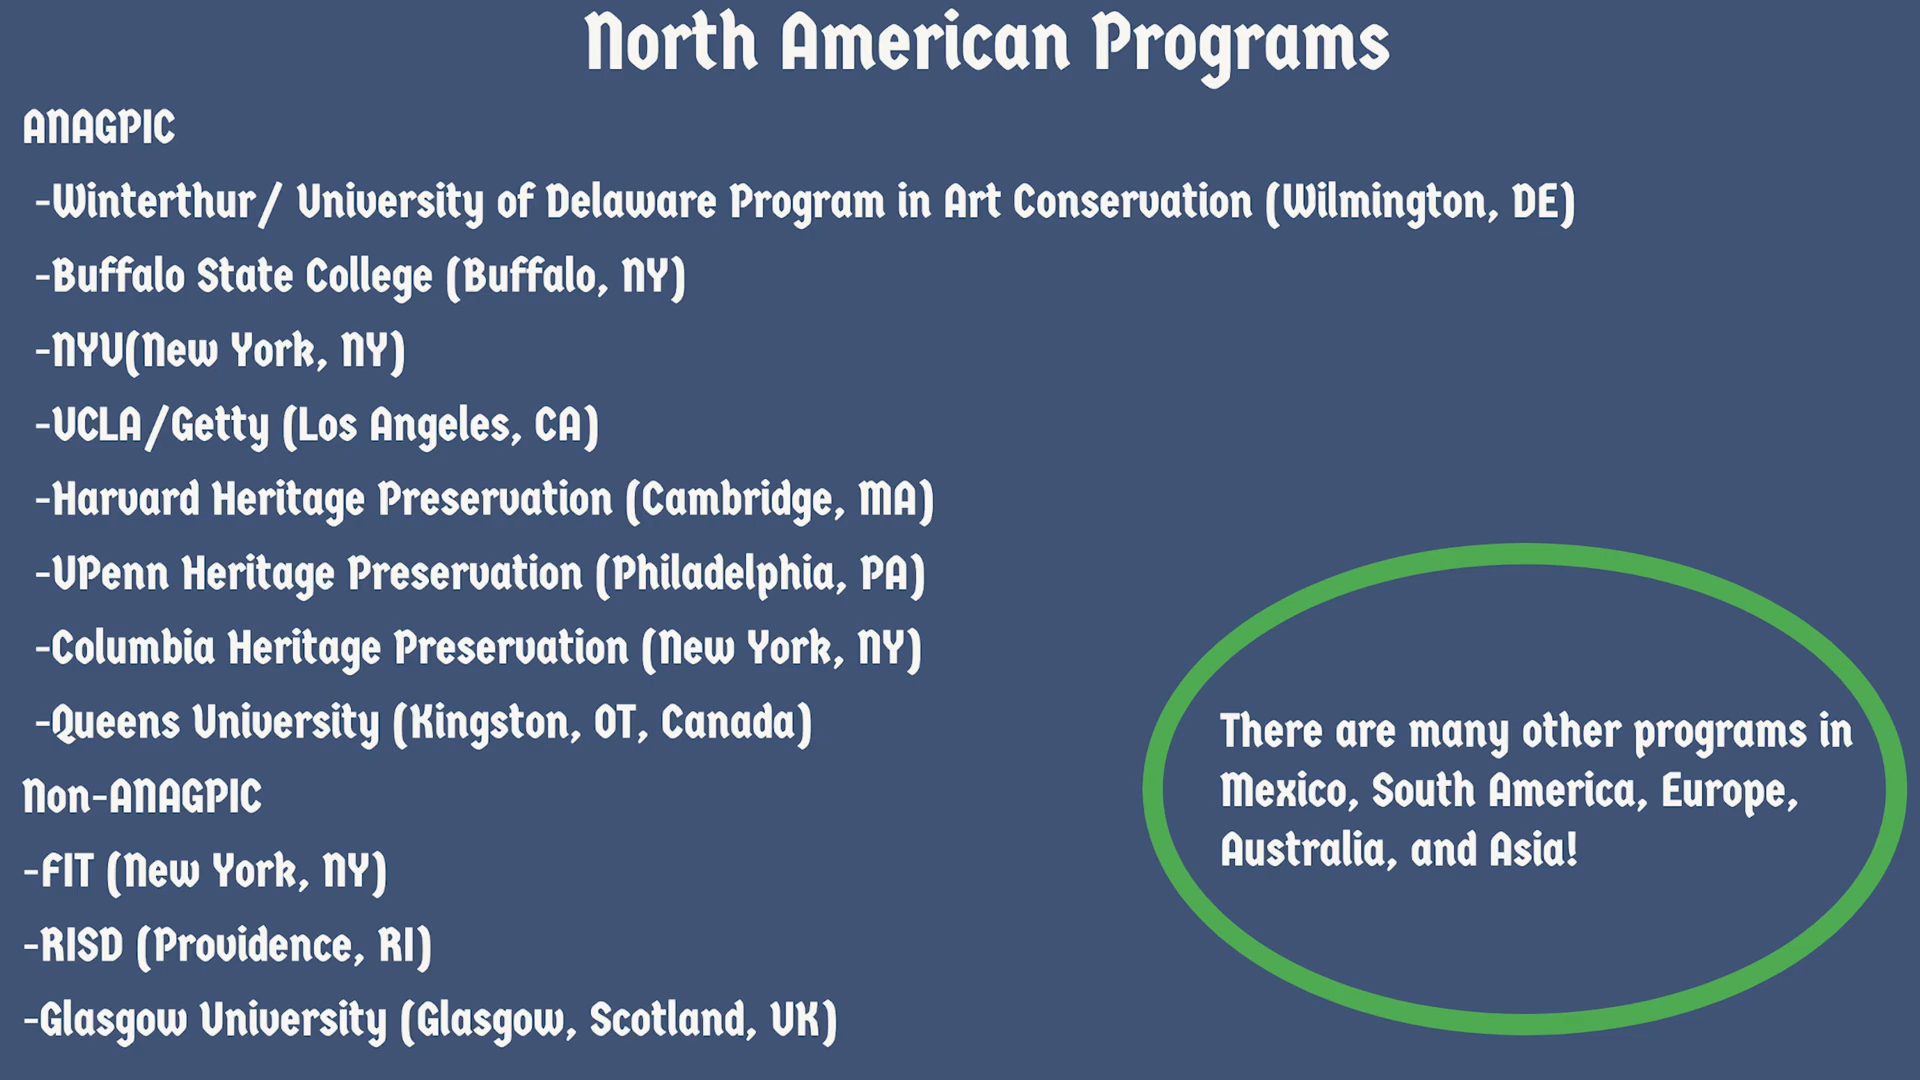 North American Programs
ANAGPIC
-Winterthur/ University of Delaware Program in Art Conservation (Wilmington, DE)
-Buffalo State College (Buffalo, NY)
-NYU(New York, NY)
-UCLA/Getty (Los Angeles, CA)
-Harvard Heritage Preservation (Cambridge, MA)
-UPenn Heritage Preservation (Philadelphia, PA)
-Columbia Heritage Preservation (New York, NY)
-Queens University (Kingston, OT, Canada)
Non-ANAGPIC
-FIT (New York, NY)
-RISD (Providence, RI)
-Glasgow University (Glasgow, Scotland, UK)
There are many other programs in
Mexico, South America, Europe,
Australia, and Asia!